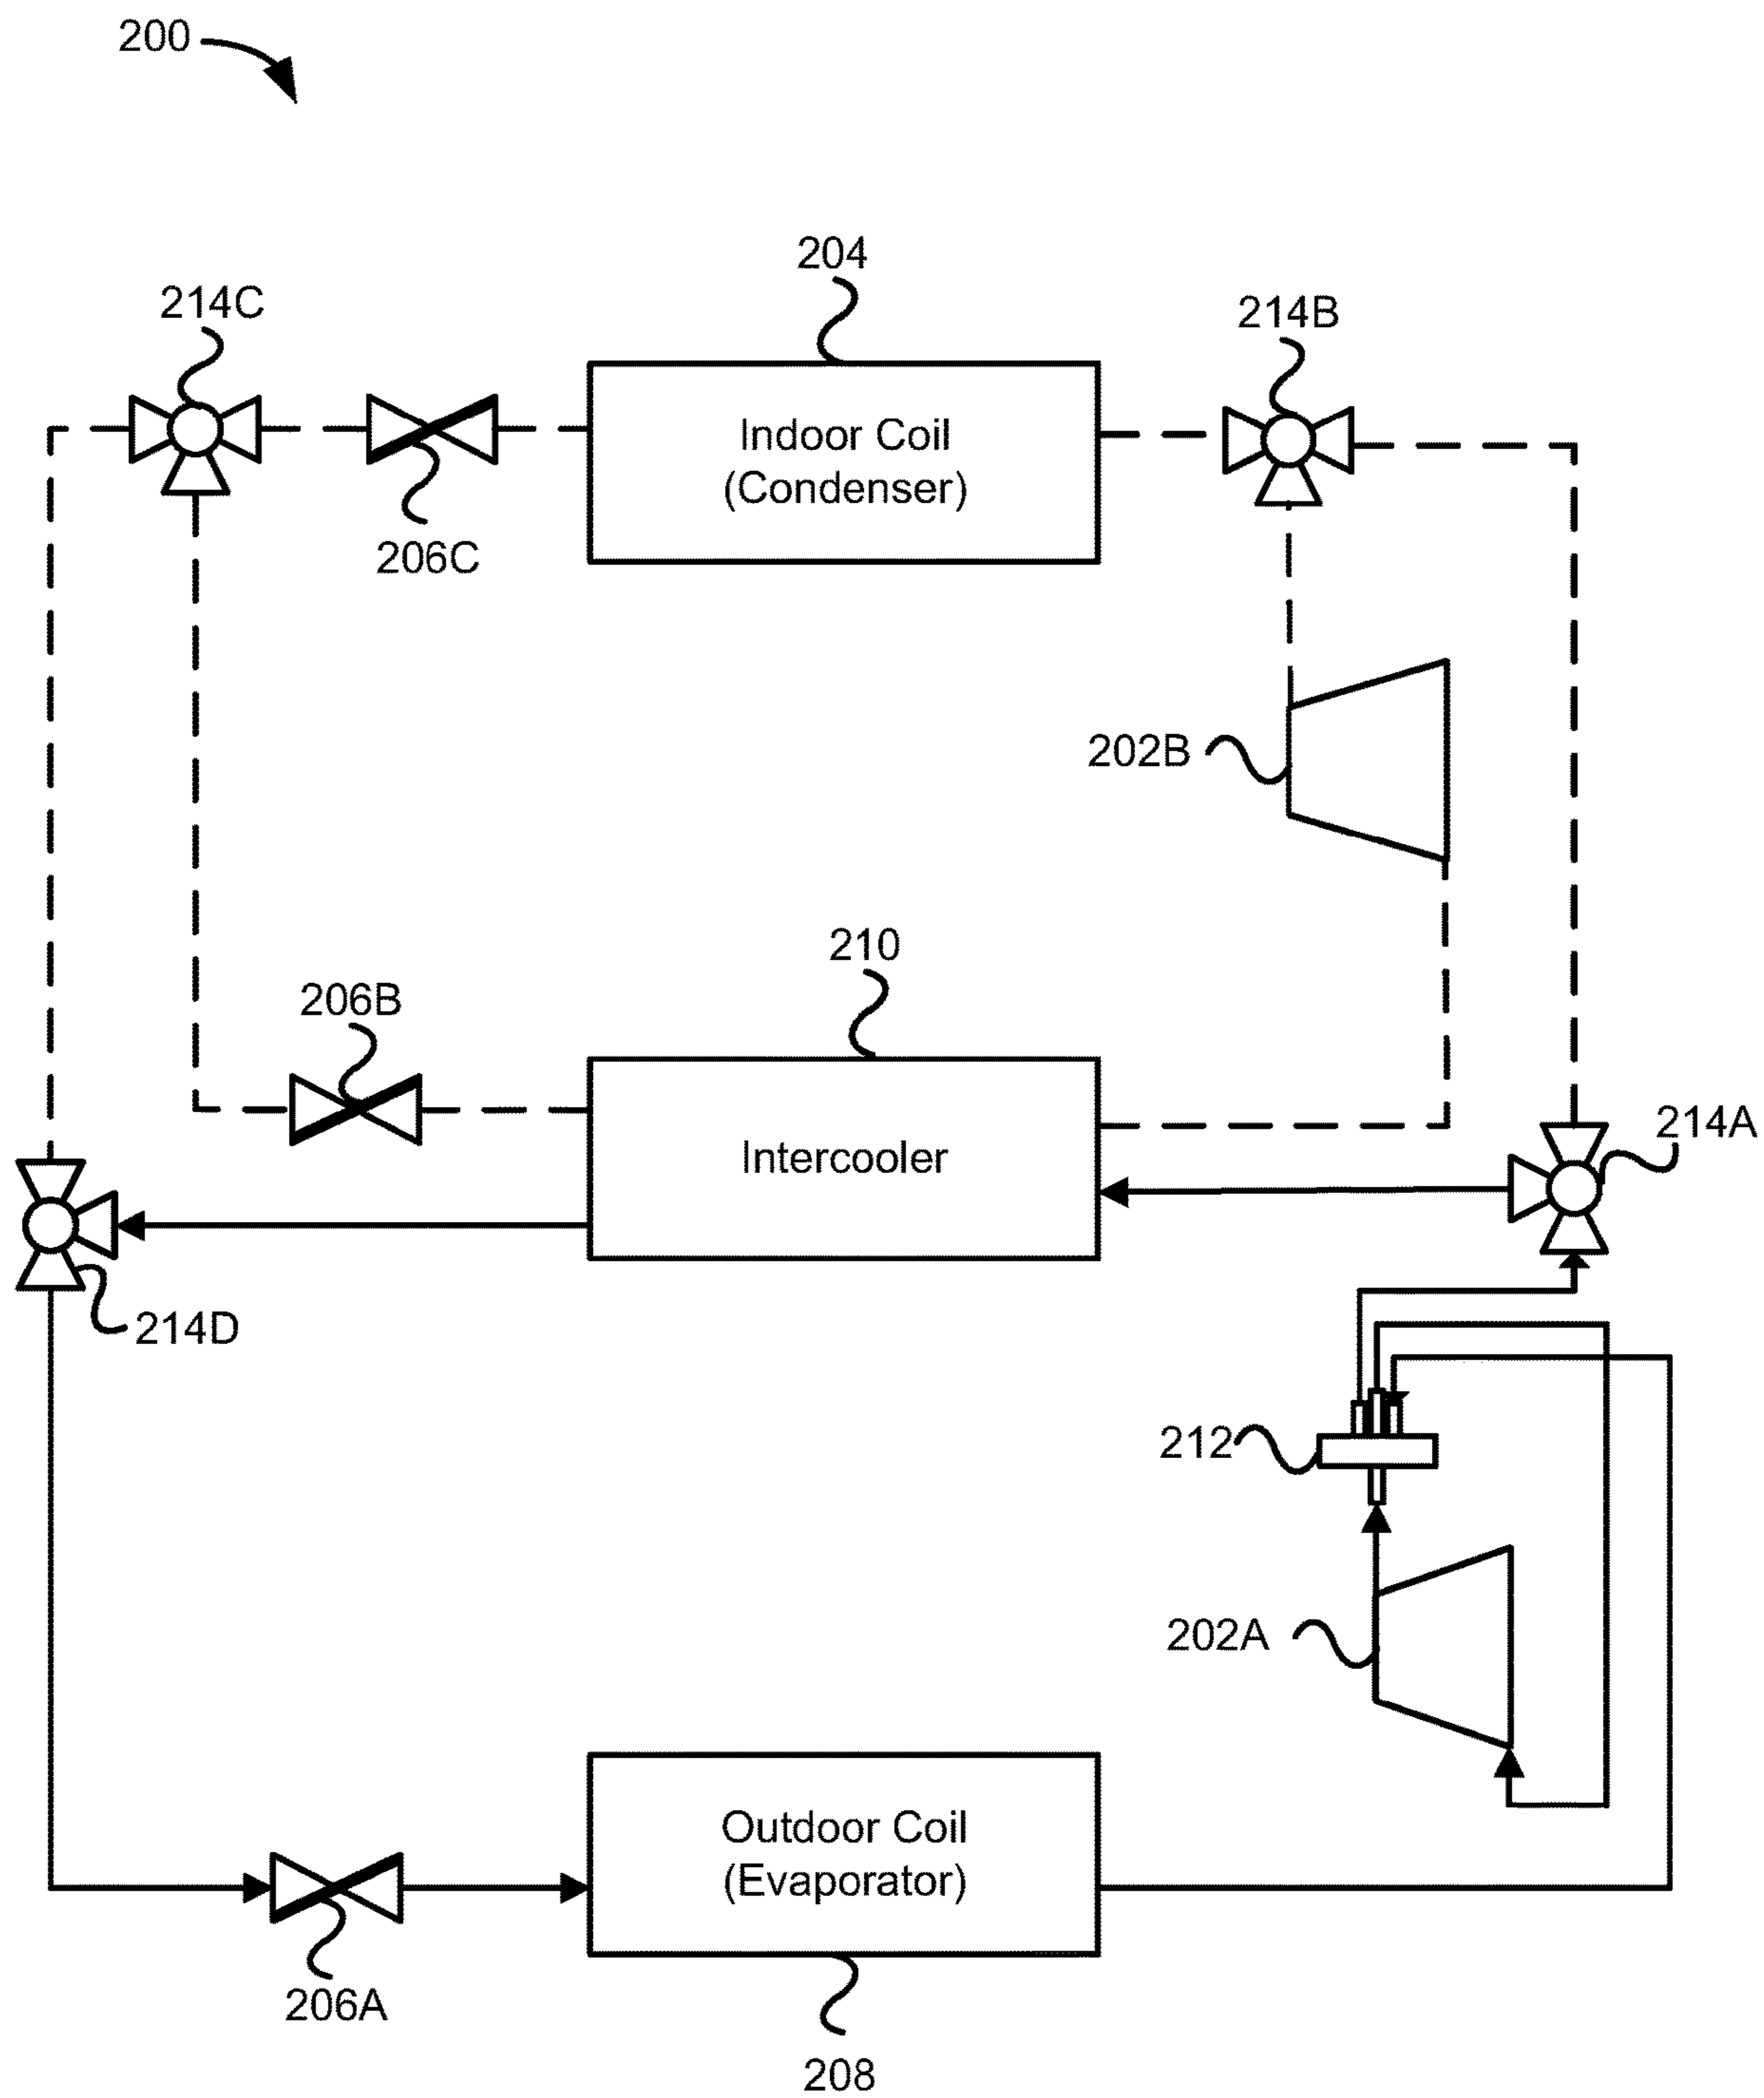 200
204
214C
214B
Indoor Coil
(Condenser)
206C
202B
210
206B
214A
Intercooler
214D
212
202A
Outdoor Coil
(Evaporator)
206A
208